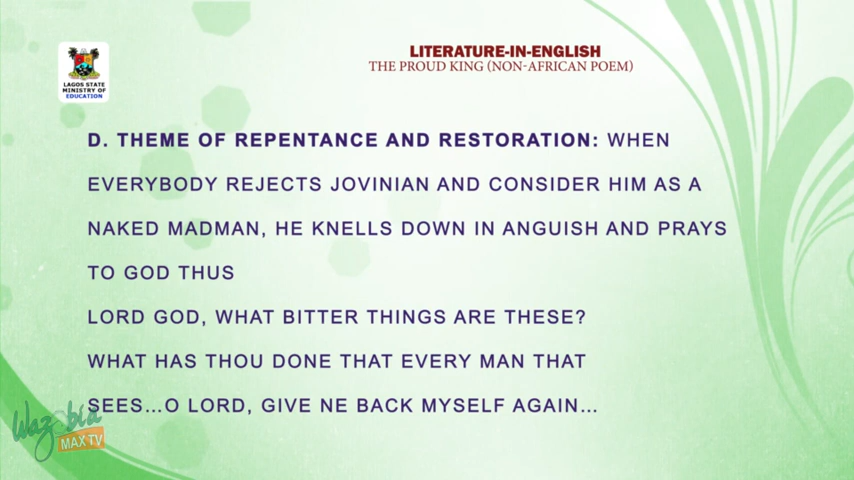 LITERATURE-IN-ENGLISH
THE PROUD KING (NON-AFRICAN POEM)
LAGOS STATE
MINISTRY OF
EDUCATION
D. THEME OF REPENTANCE AND RESTORATION: WHEN
EVERYBODY REJECTS JOVINIAN AND CONSIDER HIM AS A
NAKED MADMAN, HE KNELLS DOWN IN ANGUISH AND PRAYS
TO GOD THUS
LORD GOD, WHAT BITTER THINGS ARE THESE?
WHAT HAS THOU DONE THAT EVERY MAN THAT
SEES...O LORD, GIVE NE BACK MYSELF AGAIN...
Wazobia
MAX TV